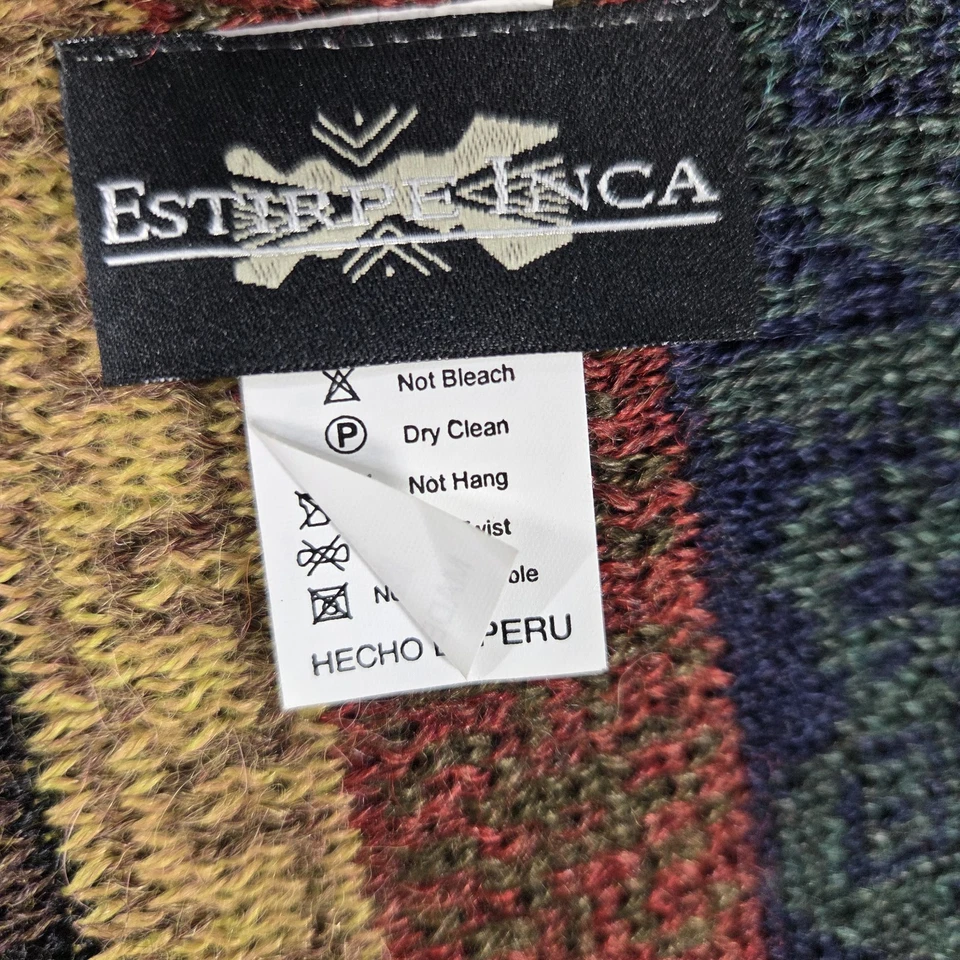 ESTIRPE INCA
Not Bleach
P Dry Clean
Not Hang
HECHO PERU